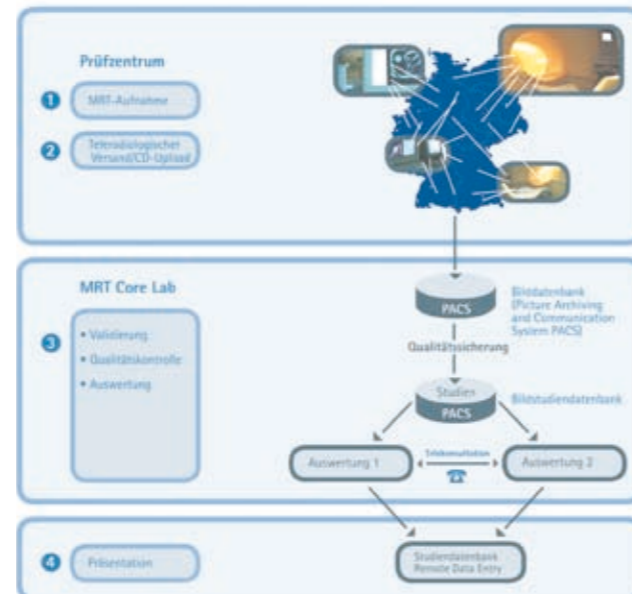 Prüfzentrum
1
MRT-Aufnahme
2
Teleradiologischer
Versand/CD-Upload
MRT Core Lab
3
• Validierung
• Qualitätskontrolle
• Auswertung
PACS
Bilddatenbank
(Picture Archiving
and Communication
System PACS)
Qualitätssicherung
Studien
PACS
Bildstudiendatenbank
Auswertung 1
Auswertung 2
4
Präsentation
Studiendatenbank
Remote Data Entry